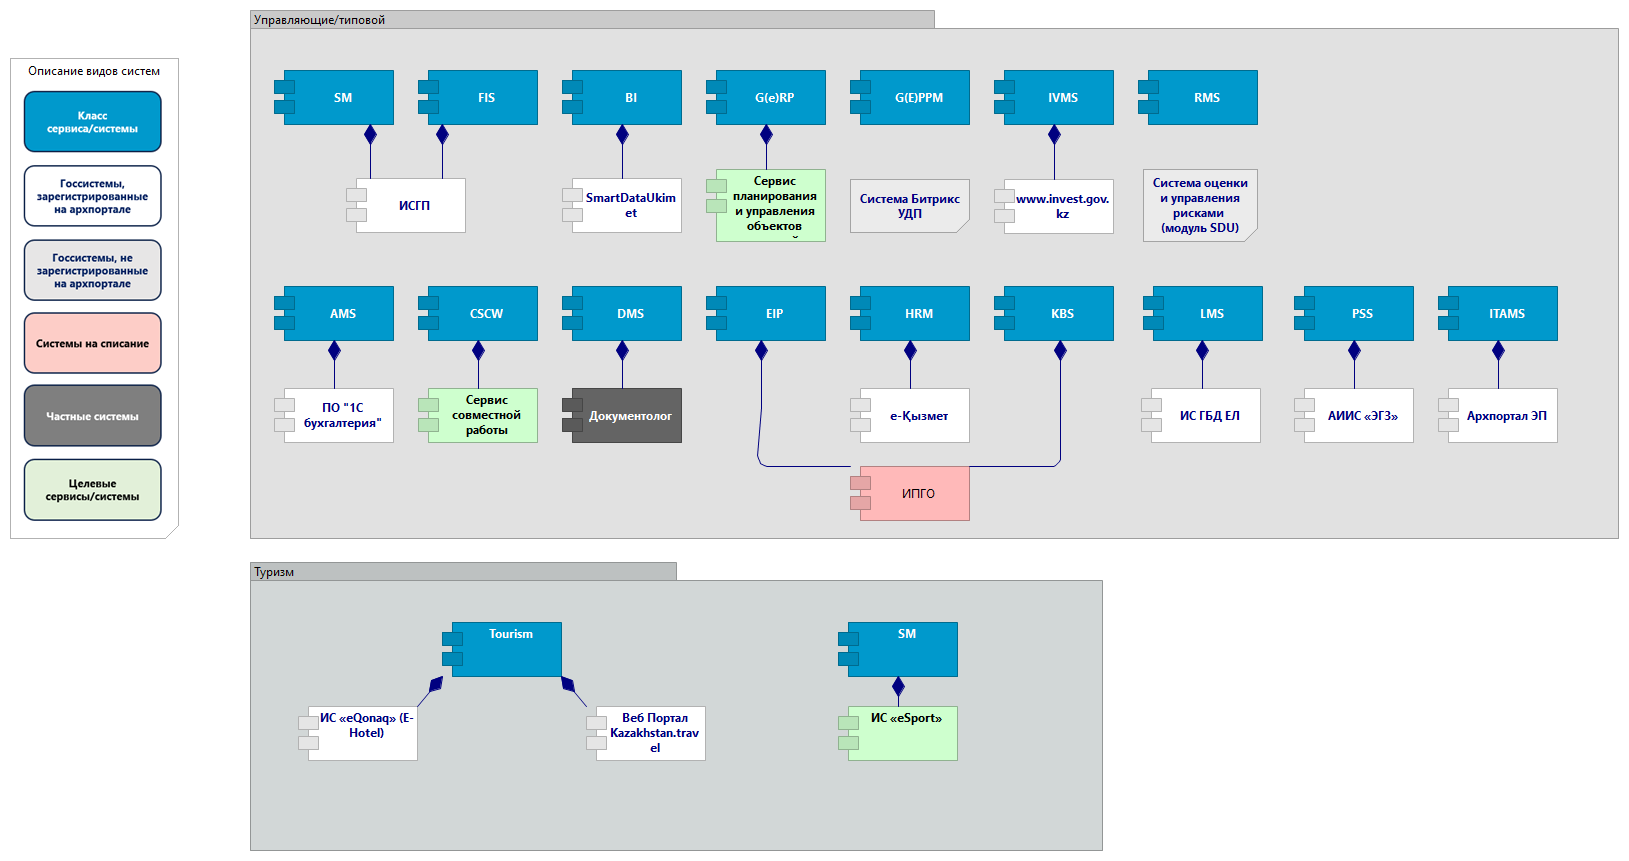 Управляющие/типовой
Описание видов систем
Класс
сервиса/системы
Госсистемы,
зарегистрированные
на архпортале
Госсистемы, не
зарегистрированные
на архпортале
Системы на списание
Частные системы
Целевые
сервисы/системы
SM
FIS
BI
G(e)RP
G(E)PPM
IVMS
RMS
ИСГП
SmartDataUkim
et
Сервис
планирования
и управления
объектов
Система Битрикс
УДП
www.invest.gov.
kz
Система оценки
и управления
рисками
(модуль SDU)
AMS
CSCW
DMS
EIP
HRM
KBS
LMS
PSS
ITAMS
ПО "1С
бухгалтерия"
Сервис
совместной
работы
Документолог
е-Қызмет
ИС ГБД ЕЛ
АИИС «ЭГЗ»
Архпортал ЭП
ИПГО
Туризм
Tourism
SM
ИС «eQonaq» (E-
Hotel)
Веб Портал
Kazakhstan.trav
el
ИС «eSport»